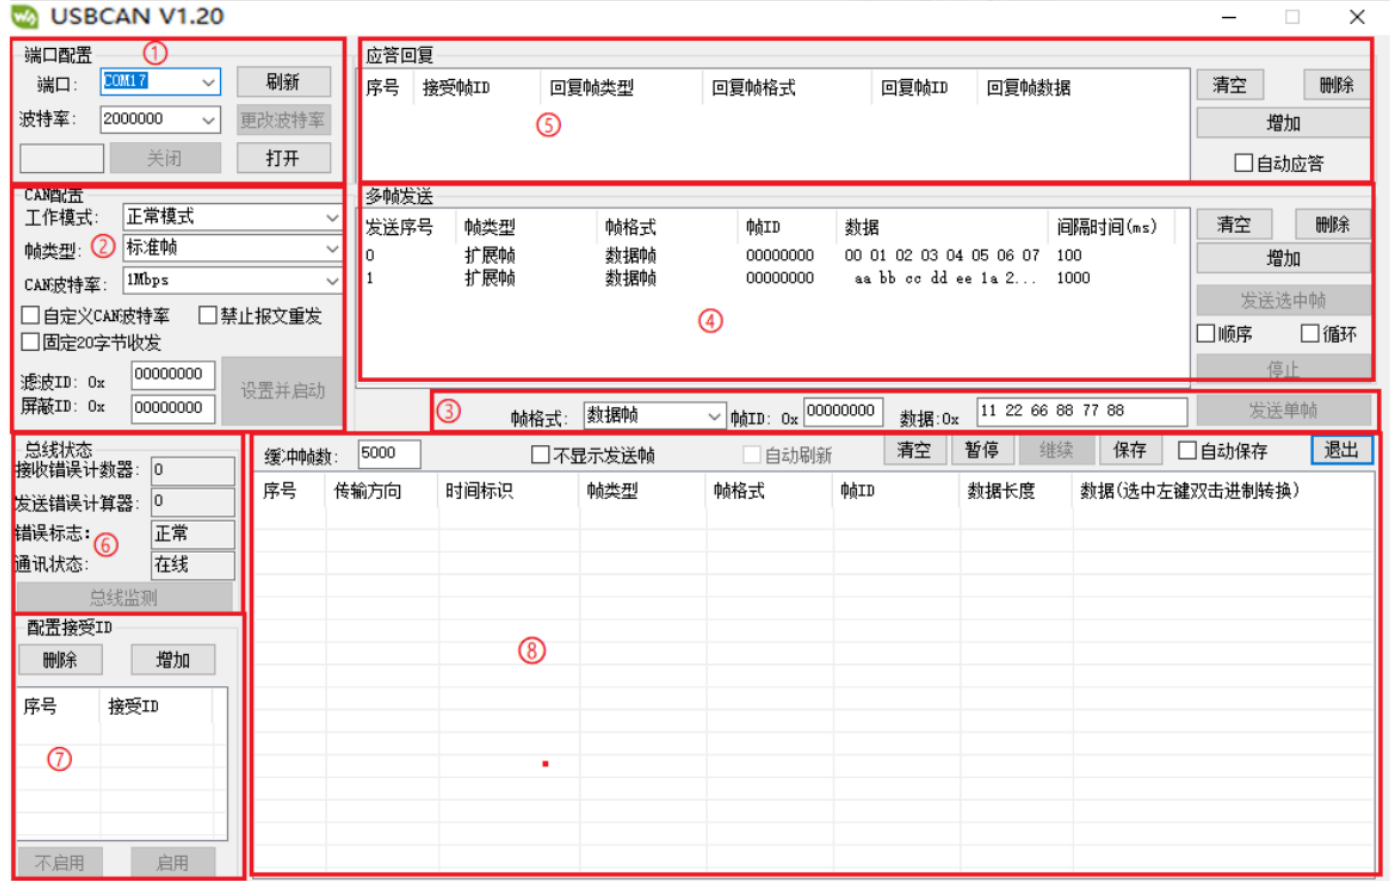 USBCAN V1.20
端口配置 ①
端口: COM17 刷新
波特率: 2000000 更改波特率
关闭 打开
应答回复
序号 接受帧ID 回复帧类型 回复帧格式 回复帧ID 回复帧数据
⑤
清空 删除
增加
自动应答
CAN配置
工作模式: 正常模式
帧类型: ② 标准帧
CAN波特率: 1Mbps
自定义CAN波特率 禁止报文重发
固定20字节收发
滤波ID: 0x 00000000
屏蔽ID: 0x 00000000
设置并启动
多帧发送
发送序号 帧类型 帧格式 帧ID 数据 间隔时间(ms)
0 扩展帧 数据帧 00000000 00 01 02 03 04 05 06 07 100
1 扩展帧 数据帧 00000000 aa bb cc dd ee 1a 2... 1000
④
清空 删除
增加
发送选中帧
顺序 循环
停止
③ 帧格式: 数据帧 帧ID: 0x 00000000 数据:0x 11 22 66 88 77 88 发送单帧
总线状态
接收错误计数器: 0
发送错误计算器: 0
错误标志: 正常
⑥
通讯状态: 在线
总线监测
缓冲帧数: 5000 不显示发送帧 自动刷新 清空 暂停 继续 保存 自动保存 退出
序号 传输方向 时间标识 帧类型 帧格式 帧ID 数据长度 数据(选中左键双击进制转换)
⑧
配置接受ID
删除 增加
序号 接受ID
⑦
不启用 启用